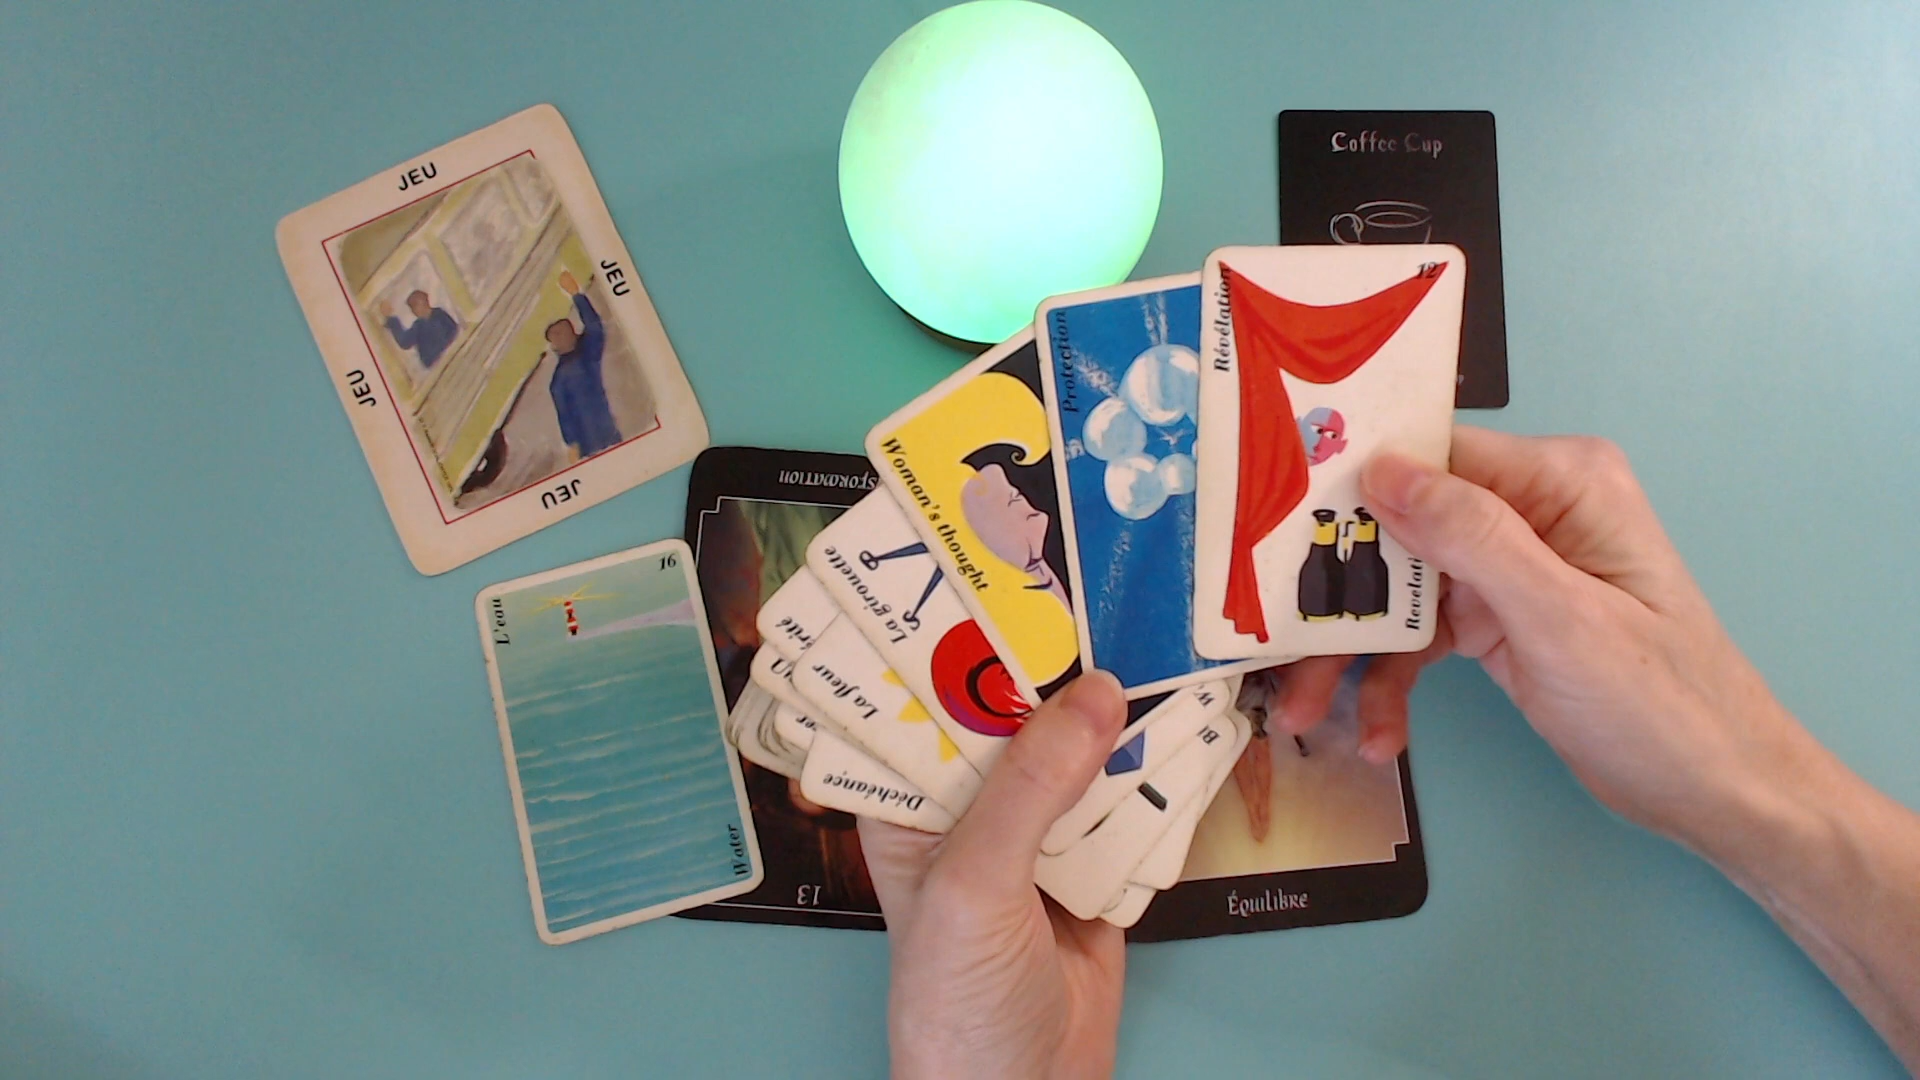 JEU
JEU
JEU
JEU
Coffee Cup
Révélation
12
Revelati
Protection
Woman's thought
La girouette
La fleur
Déchéance
L'eau
16
Water
13
Équilibre